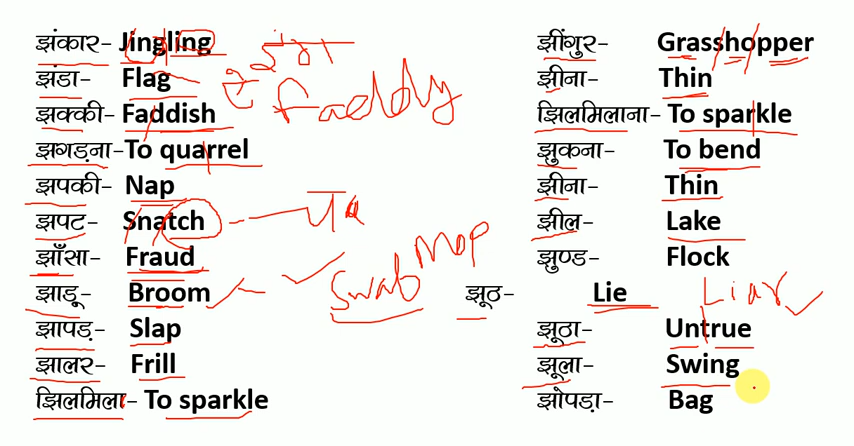 झंकार- Jingling
झंडा- Flag
झक्की- Faddish
faddy
झगड़ना- To quarrel
झपकी- Nap
झपट- Snatch
झाँसा- Fraud
झाड़ू- Broom
Swab Mop
झापड़- Slap
झालर- Frill
झिलमिला- To sparkle
झींगुर- Grasshopper
झीना- Thin
झिलमिलाना- To sparkle
झुकना- To bend
झीना- Thin
झील- Lake
झुण्ड- Flock
झूठ- Lie
Liar
झूठा- Untrue
झूला- Swing
झोपड़ा- Bag